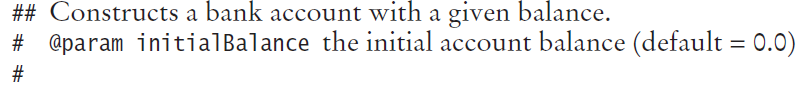 ## Constructs a bank account with a given balance.
# @param initialBalance the initial account balance (default = 0.0)
#